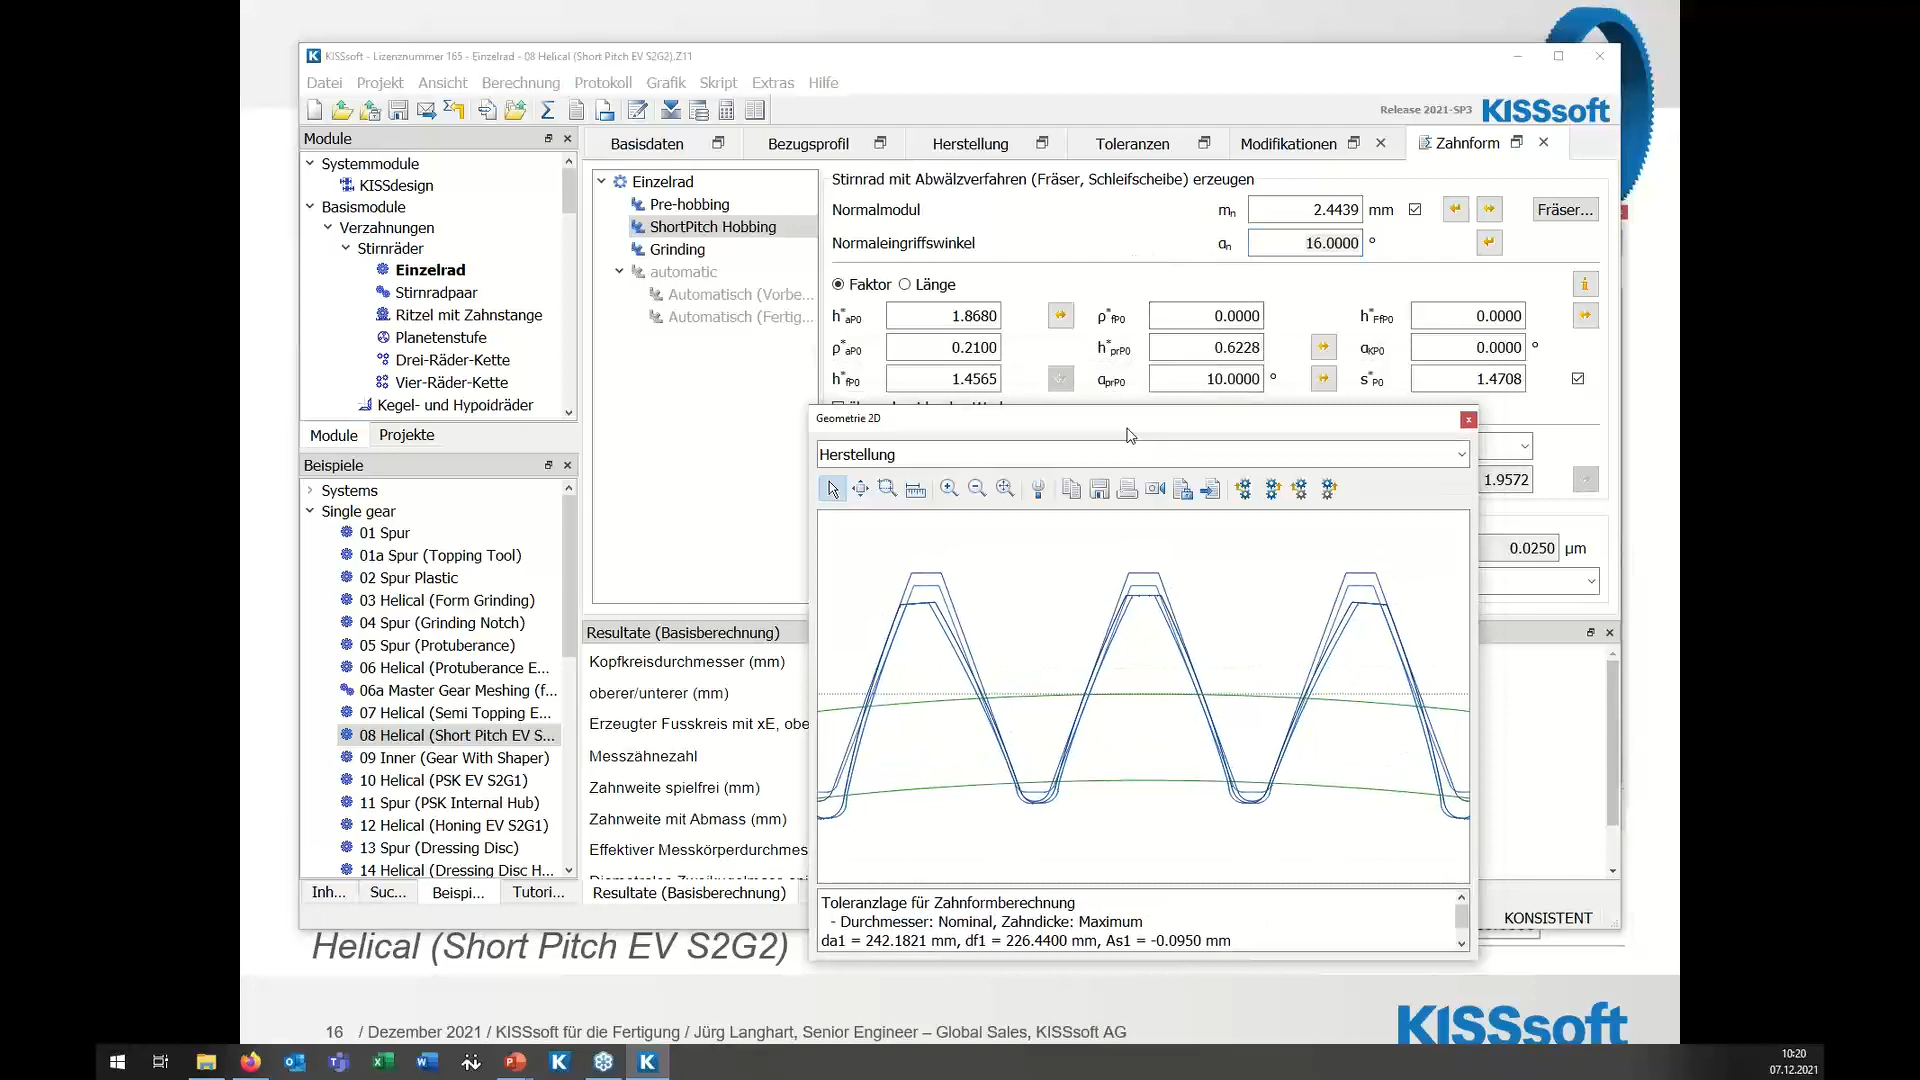 KISSsoft - Lizenznummer 165 - Einzelrad - 08 Helical (Short Pitch EV S2G2).Z11
Datei Projekt Ansicht Berechnung Protokoll Grafik Skript Extras Hilfe
Release 2021-SP3 KISSsoft
Module
Systemmodule
KISSdesign
Basismodule
Verzahnungen
Stirnräder
Einzelrad
Stirnradpaar
Ritzel mit Zahnstange
Planetenstufe
Drei-Räder-Kette
Vier-Räder-Kette
Kegel- und Hypoidräder
Module Projekte
Beispiele
Systems
Single gear
01 Spur
01a Spur (Topping Tool)
02 Spur Plastic
03 Helical (Form Grinding)
04 Spur (Grinding Notch)
05 Spur (Protuberance)
06 Helical (Protuberance E...
06a Master Gear Meshing (f...
07 Helical (Semi Topping E...
08 Helical (Short Pitch EV S...
09 Inner (Gear With Shaper)
10 Helical (PSK EV S2G1)
11 Spur (PSK Internal Hub)
12 Helical (Honing EV S2G1)
13 Spur (Dressing Disc)
14 Helical (Dressing Disc H...
Inh... Suc... Beispi... Tutori...
Basisdaten Bezugsprofil Herstellung Toleranzen Modifikationen Zahnform
Einzelrad
Pre-hobbing
ShortPitch Hobbing
Grinding
automatic
Automatisch (Vorbe...
Automatisch (Fertig...
Stirnrad mit Abwälzverfahren (Fräser, Schleifscheibe) erzeugen
Normalmodul mn 2.4439 mm Fräser...
Normaleingriffswinkel αn 16.0000 °
Faktor Länge
h*aP0 1.8680 ρ*fP0 0.0000 h*FfP0 0.0000
ρ*aP0 0.2100 h*prP0 0.6228 αKP0 0.0000 °
h*fP0 1.4565 αprP0 10.0000 ° s*P0 1.4708
1.9572
0.0250 µm
Resultate (Basisberechnung)
Kopfkreisdurchmesser (mm)
oberer/unterer (mm)
Erzeugter Fusskreis mit xE, obe
Messzähnezahl
Zahnweite spielfrei (mm)
Zahnweite mit Abmass (mm)
Effektiver Messkörperdurchmes
Resultate (Basisberechnung)
Geometrie 2D
Herstellung
Toleranzlage für Zahnformberechnung
- Durchmesser: Nominal, Zahndicke: Maximum
da1 = 242.1821 mm, df1 = 226.4400 mm, As1 = -0.0950 mm
KONSISTENT
Helical (Short Pitch EV S2G2)
16 / Dezember 2021 / KISSsoft für die Fertigung / Jürg Langhart, Senior Engineer – Global Sales, KISSsoft AG
KISSsoft
10:20
07.12.2021